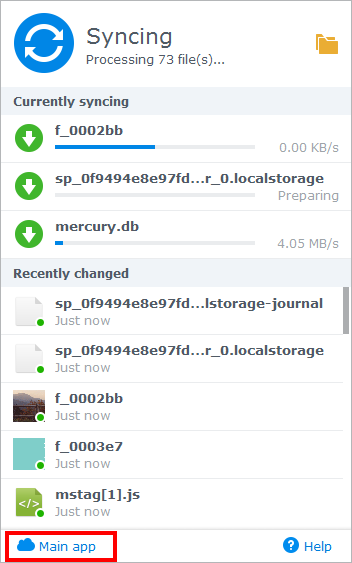 Syncing
Processing 73 file(s)...
Currently syncing
f_0002bb
0.00 KB/s
sp_0f9494e8e97fd...r_0.localstorage
Preparing
mercury.db
4.05 MB/s
Recently changed
sp_0f9494e8e97fd...lstorage-journal
Just now
sp_0f9494e8e97fd...r_0.localstorage
Just now
f_0002bb
Just now
f_0003e7
Just now
</>
mstag[1].js
Just now
Main app
Help